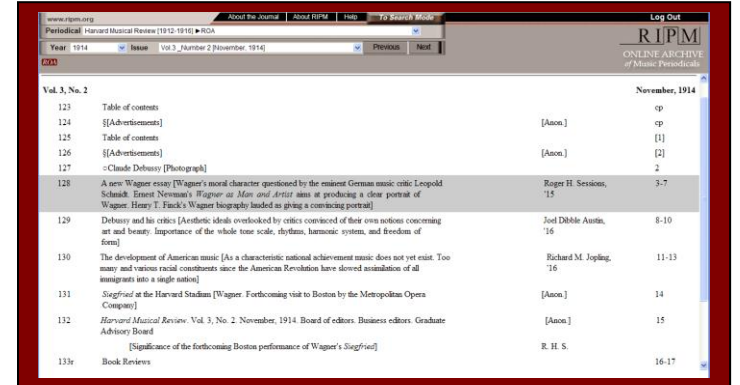 www.ripm.org About the Journal About RIPM Help To Search Mode Log Out
Periodical Harvard Musical Review [1912-1916] ►ROA
Year 1914 Issue Vol.3 _Number 2 [November, 1914] Previous Next
RIPM
ONLINE ARCHIVE
of Music Periodicals
ROA
Vol. 3, No. 2 November, 1914
123 Table of contents cp
124 §[Advertisements] [Anon.] cp
125 Table of contents [1]
126 §[Advertisements] [Anon.] [2]
127 ○Claude Debussy [Photograph] 2
128 A new Wagner essay [Wagner's moral character questioned by the eminent German music critic Leopold Roger H. Sessions, 3-7
Schmidt. Ernest Newman's Wagner as Man and Artist aims at producing a clear portrait of '15
Wagner. Henry T. Finck's Wagner biography lauded as giving a convincing portrait]
129 Debussy and his critics [Aesthetic ideals overlooked by critics convinced of their own notions concerning Joel Dibble Austin, 8-10
art and beauty. Importance of the whole tone scale, rhythms, harmonic system, and freedom of '16
form]
130 The development of American music [As a characteristic national achievement music does not yet exist. Too Richard M. Jopling, 11-13
many and various racial constituents since the American Revolution have slowed assimilation of all '16
immigrants into a single nation]
131 Siegfried at the Harvard Stadium [Wagner. Forthcoming visit to Boston by the Metropolitan Opera [Anon.] 14
Company]
132 Harvard Musical Review. Vol. 3, No. 2. November, 1914. Board of editors. Business editors. Graduate [Anon.] 15
Advisory Board
[Significance of the forthcoming Boston performance of Wagner's Siegfried] R. H. S.
133r Book Reviews 16-17